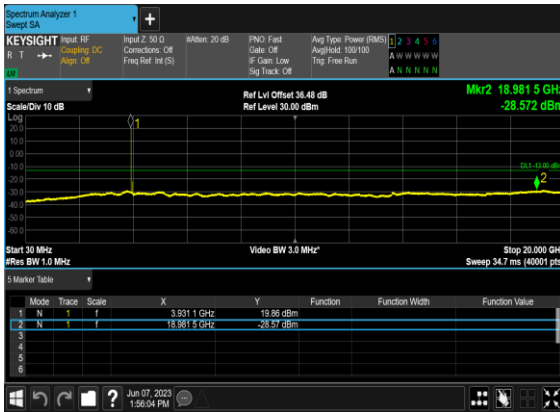 Spectrum Analyzer 1
Swept SA
+
KEYSIGHT Input: RF Input Z: 50 Ω #Atten: 20 dB PNO: Fast Avg Type: Power (RMS) 1 2 3 4 5 6
R T Coupling: DC Corrections: Off Gate: Off Avg|Hold: 100/100 A W W W W W
Align: Off Freq Ref: Int (S) IF Gain: Low Trig: Free Run
Sig Track: Off A N N N N N
1 Spectrum Ref Lvl Offset 36.48 dB Mkr2 18.981 5 GHz
Scale/Div 10 dB Ref Level 30.00 dBm -28.572 dBm
Log
20.0
10.0
0.00
-10.0
-20.0
-30.0
-40.0
-50.0
-60.0
1
DL1 -13.00 dBm
2
Start 30 MHz Video BW 3.0 MHz* Stop 20.000 GHz
#Res BW 1.0 MHz Sweep 34.7 ms (40001 pts)
5 Marker Table
Mode Trace Scale X Y Function Function Width Function Value
1 N 1 f 3.931 1 GHz 19.86 dBm
2 N 1 f 18.981 5 GHz -28.57 dBm
3
4
5
6
? Jun 07, 2023
1:56:04 PM